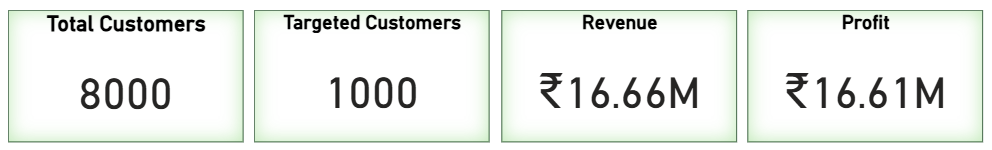 Total Customers
8000
Targeted Customers
1000
Revenue
₹16.66M
Profit
₹16.61M